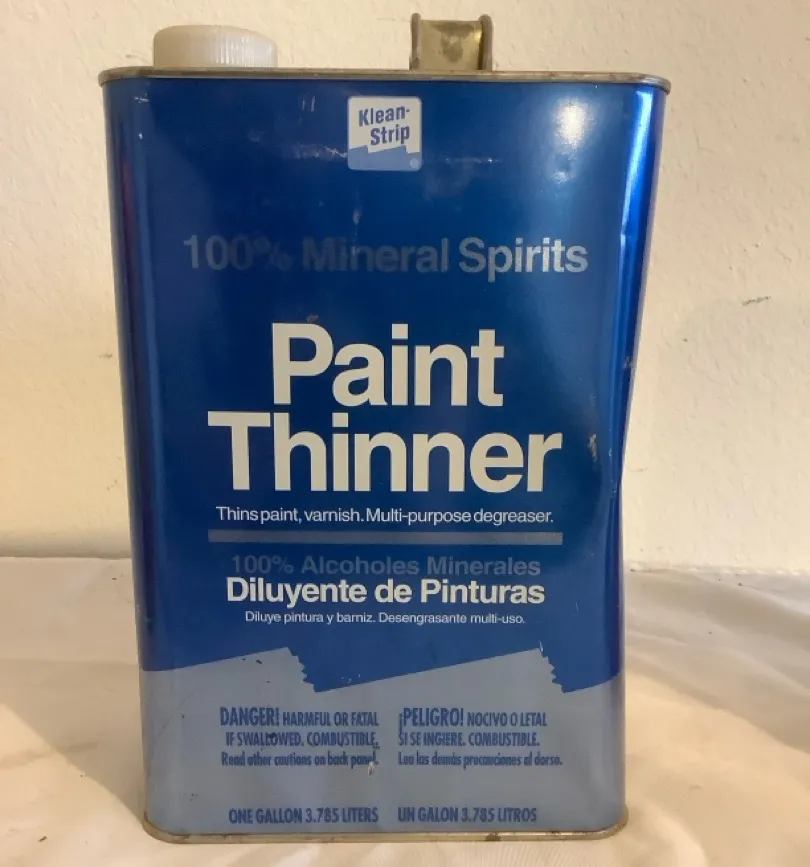 Klean-
Strip
100% Mineral Spirits
Paint
Thinner
Thins paint, varnish. Multi-purpose degreaser.
100% Alcoholes Minerales
Diluyente de Pinturas
Diluye pintura y barniz. Desengrasante multi-uso.
DANGER! HARMFUL OR FATAL
IF SWALLOWED. COMBUSTIBLE.
Read other cautions on back panel.
¡PELIGRO! NOCIVO O LETAL
SI SE INGIERE. COMBUSTIBLE.
Lea las demás precauciones al dorso.
ONE GALLON 3.785 LITERS
UN GALON 3.785 LITROS